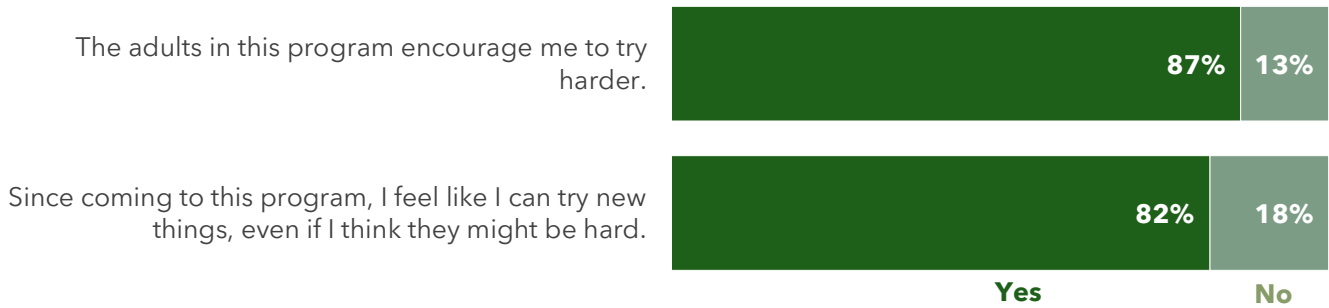 The adults in this program encourage me to try
harder.
87% 13%
Since coming to this program, I feel like I can try new
things, even if I think they might be hard.
82% 18%
Yes No